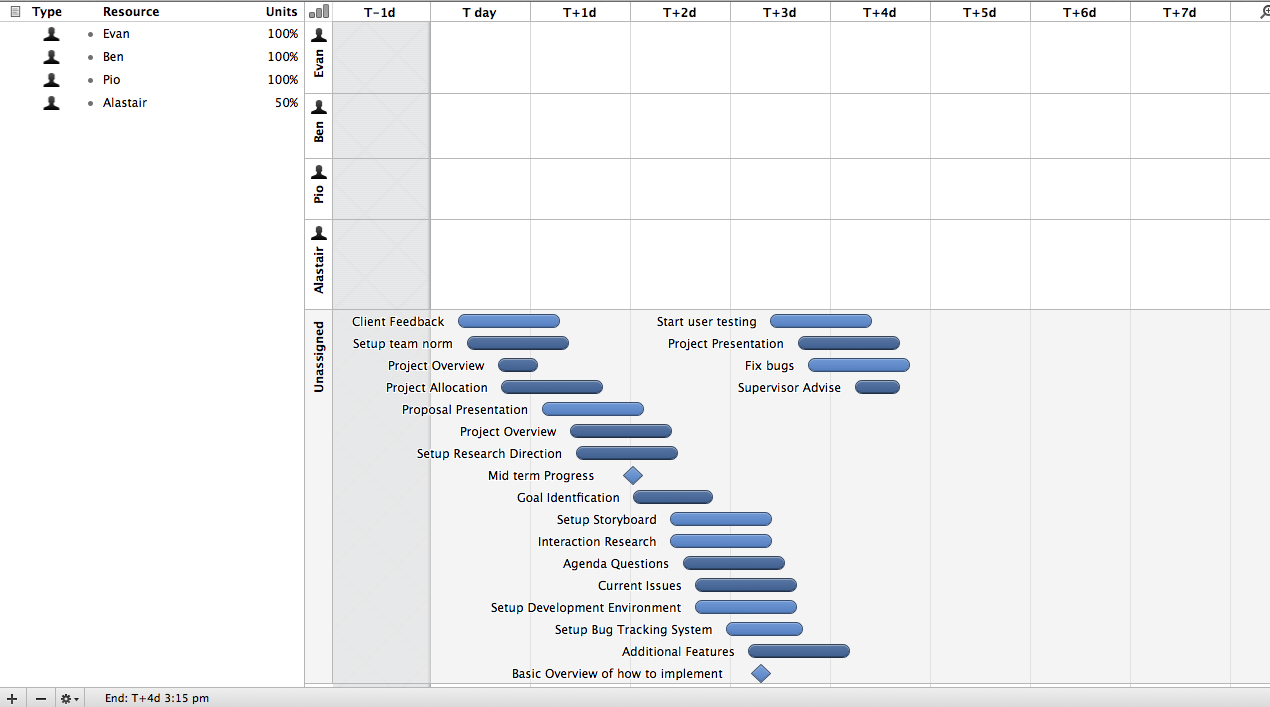 Type Resource Units
Evan 100%
Ben 100%
Pio 100%
Alastair 50%
T-1d T day T+1d T+2d T+3d T+4d T+5d T+6d T+7d
Evan
Ben
Pio
Alastair
Unassigned
Client Feedback Start user testing
Setup team norm Project Presentation
Project Overview Fix bugs
Project Allocation Supervisor Advise
Proposal Presentation
Project Overview
Setup Research Direction
Mid term Progress
Goal Identfication
Setup Storyboard
Interaction Research
Agenda Questions
Current Issues
Setup Development Environment
Setup Bug Tracking System
Additional Features
Basic Overview of how to implement
End: T+4d 3:15 pm